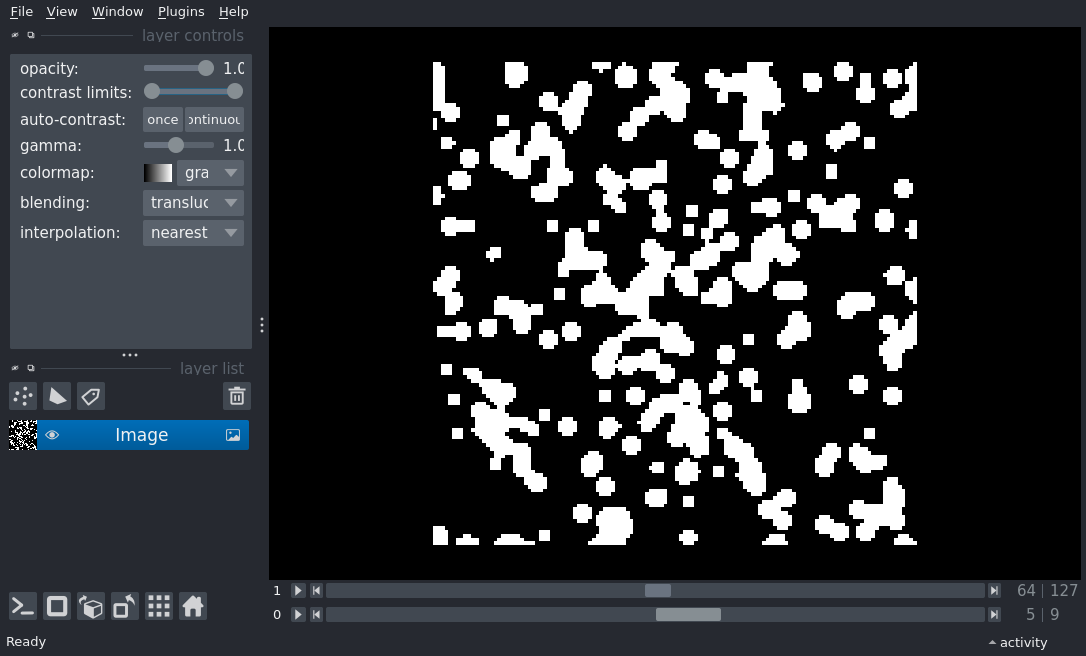 File View Window Plugins Help
layer controls
opacity: 1.0
contrast limits:
auto-contrast: once ontinuou
gamma: 1.0
colormap: gra
blending: transluc
interpolation: nearest
layer list
Image
1 64 | 127
0 5 | 9
Ready activity